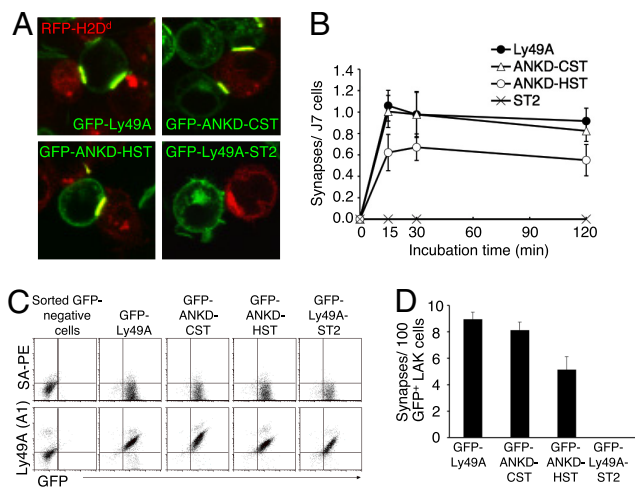 A
RFP-H2Dd
GFP-Ly49A
GFP-ANKD-CST
GFP-ANKD-HST
GFP-Ly49A-ST2
B
Ly49A
ANKD-CST
ANKD-HST
ST2
Synapses/ J7 cells
1.4
1.2
1.0
0.8
0.6
0.4
0.2
0.0
0 15 30 60 90 120
Incubation time (min)
C
Sorted GFP-
negative
cells
GFP-
Ly49A
GFP-
ANKD-
CST
GFP-
ANKD-
HST
GFP-
Ly49A-
ST2
SA-PE
Ly49A (A1)
GFP
D
Synapses/ 100
GFP+ LAK cells
10
8
6
4
2
0
GFP-
Ly49A
GFP-
ANKD-
CST
GFP-
ANKD-
HST
GFP-
Ly49A-
ST2